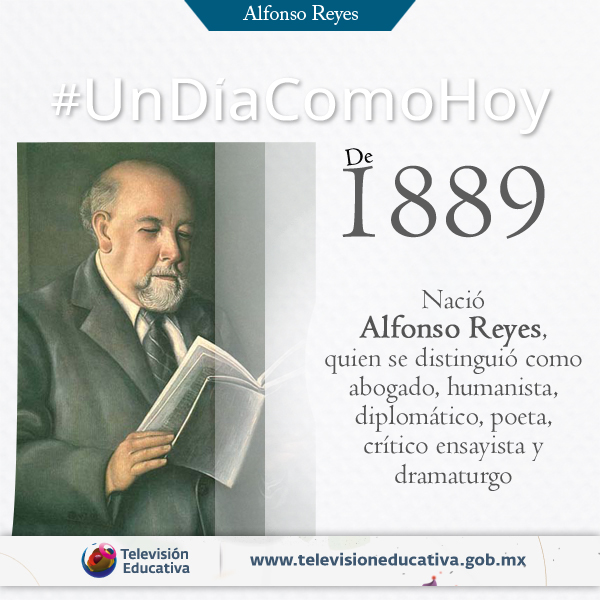 Alfonso Reyes
#UnDíaComoHoy
De
1889
Nació
Alfonso Reyes,
quien se distinguió como
abogado, humanista,
diplomático, poeta,
crítico ensayista y
dramaturgo
Televisión
Educativa
www.televisioneducativa.gob.mx